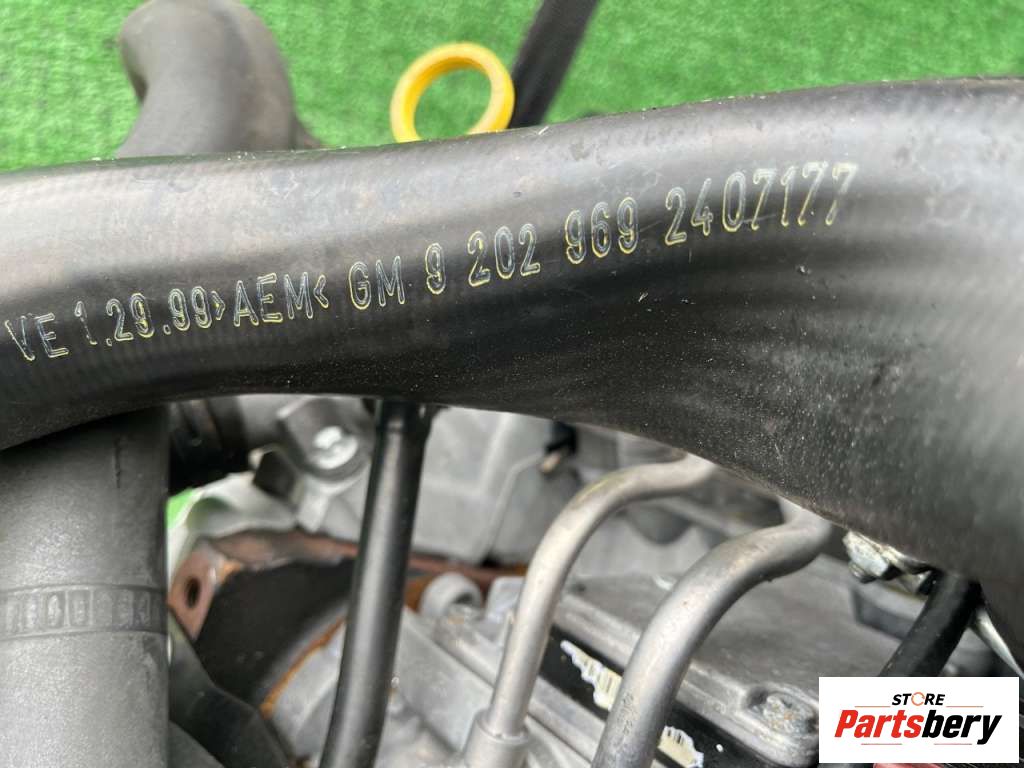 VE 1.29.99>AEM< GM 9 202 969 2407177
STORE
Partsbery